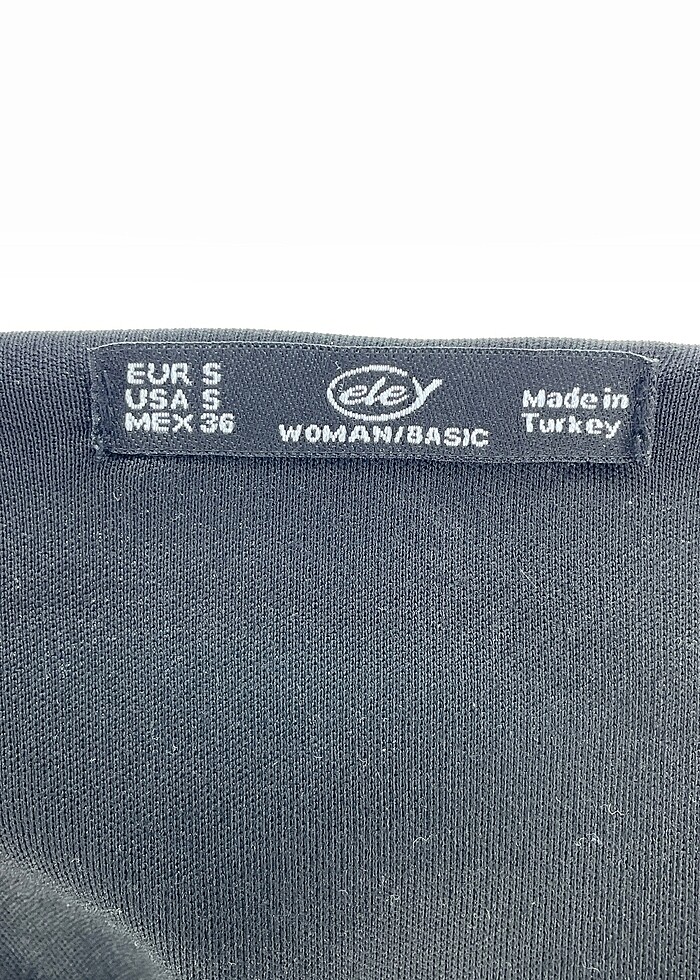 EUR S
USA S
MEX 36
eley
WOMAN/BASIC
Made in
Turkey